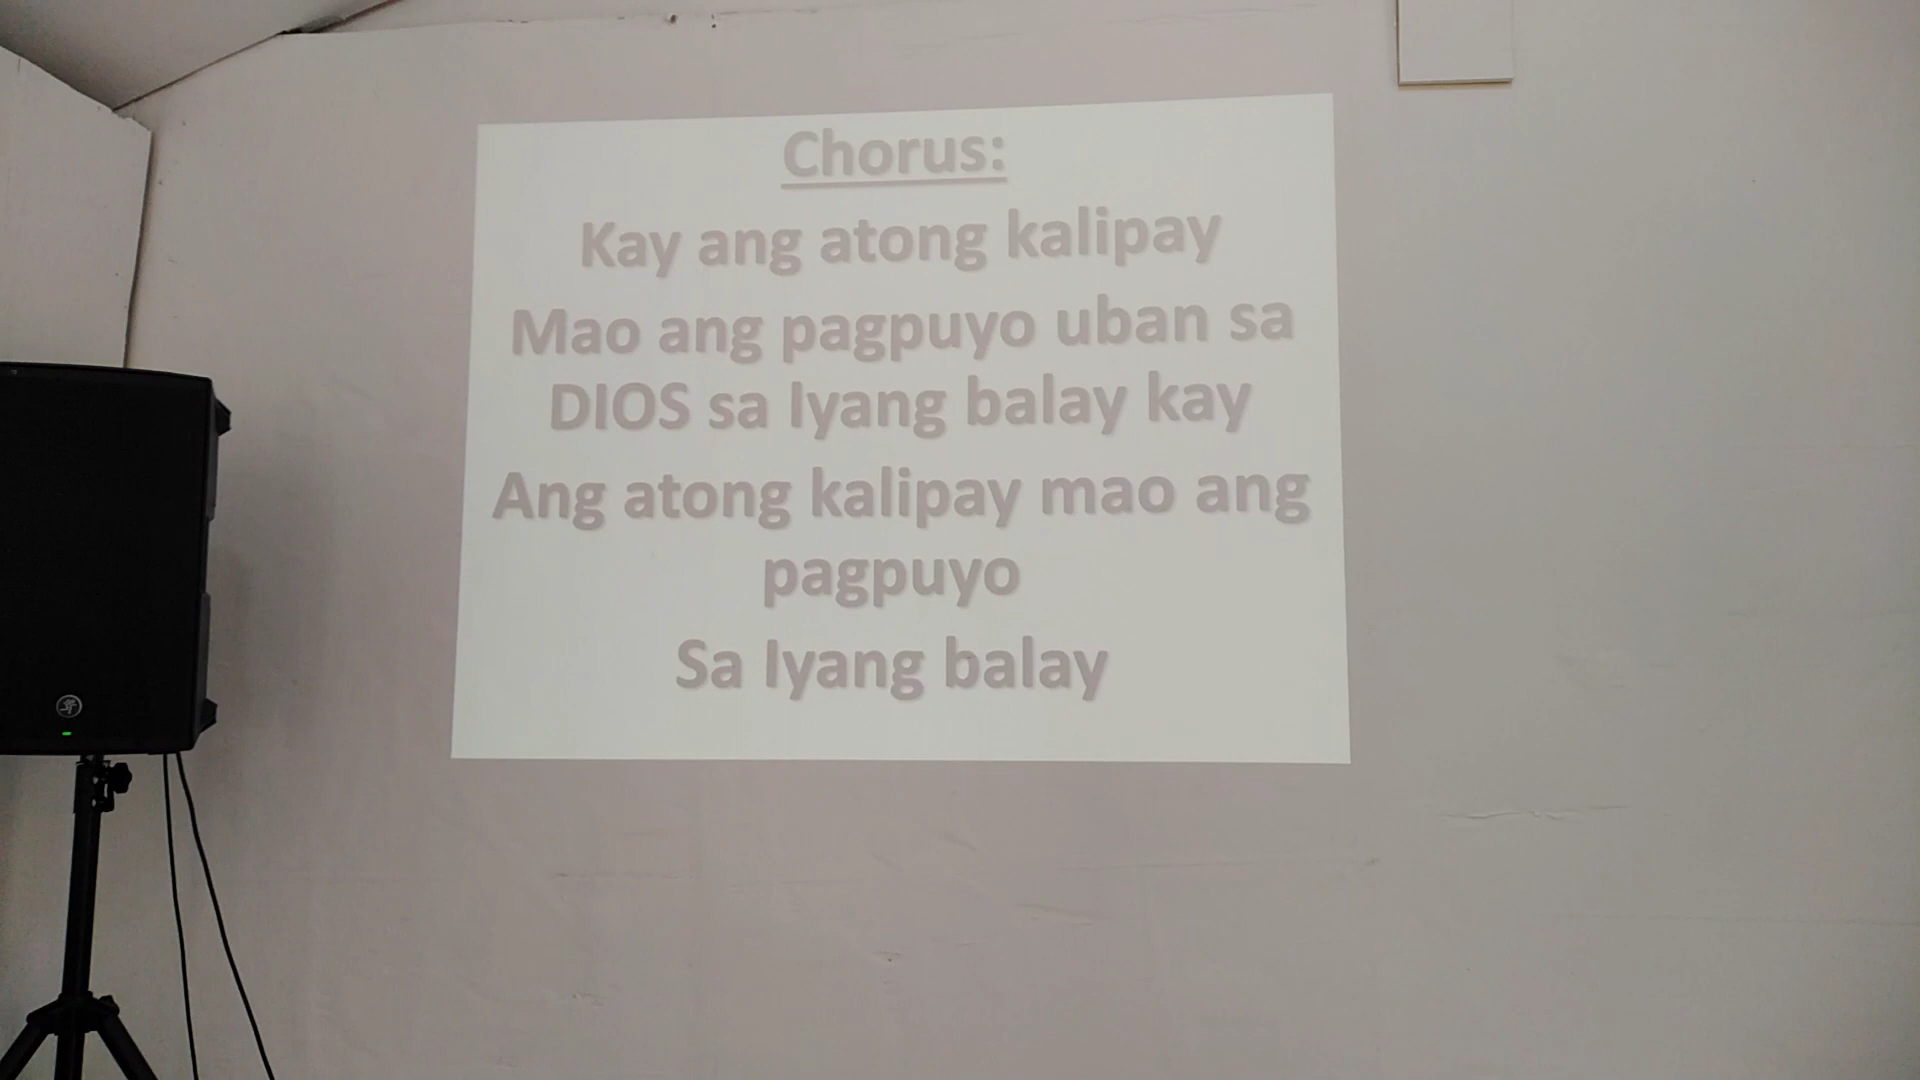 Chorus:
Kay ang atong kalipay
Mao ang pagpuyo uban sa
DIOS sa Iyang balay kay
Ang atong kalipay mao ang
pagpuyo
Sa Iyang balay